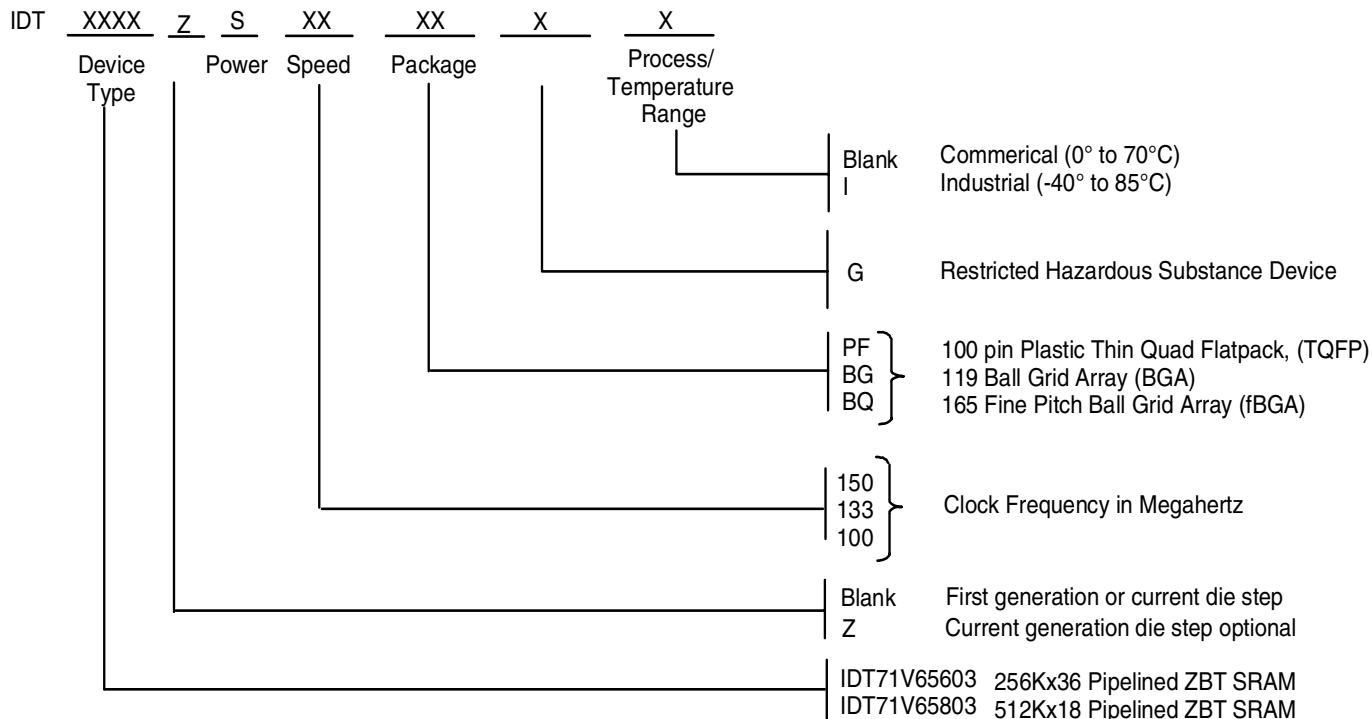 IDT XXXX Z S XX XX X X
Device Type Power Speed Package Process/ Temperature Range
Blank Commerical (0° to 70°C)
I Industrial (-40° to 85°C)
G Restricted Hazardous Substance Device
PF 100 pin Plastic Thin Quad Flatpack, (TQFP)
BG 119 Ball Grid Array (BGA)
BQ 165 Fine Pitch Ball Grid Array (fBGA)
150
133 Clock Frequency in Megahertz
100
Blank First generation or current die step
Z Current generation die step optional
IDT71V65603 256Kx36 Pipelined ZBT SRAM
IDT71V65803 512Kx18 Pipelined ZBT SRAM